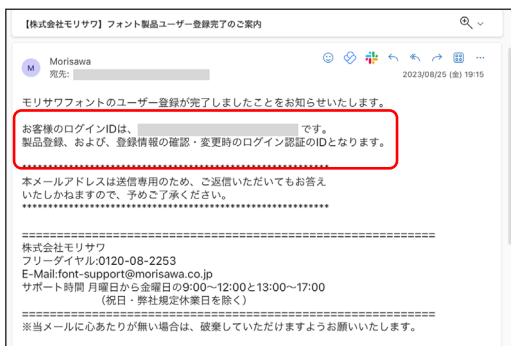 【株式会社モリサワ】フォント製品ユーザー登録完了のご案内
M
Morisawa
宛先:
2023/08/25 (金) 19:15
モリサワフォントのユーザー登録が完了しましたことをお知らせいたします。
お客様のログインIDは、 です。
製品登録、および、登録情報の確認・変更時のログイン認証のIDとなります。
************************************************************
本メールアドレスは送信専用のため、ご返信いただいてもお答え
いたしかねますので、予めご了承ください。
************************************************************
============================================================
株式会社モリサワ
フリーダイヤル:0120-08-2253
E-Mail:font-support@morisawa.co.jp
サポート時間 月曜日から金曜日の9:00〜12:00と13:00〜17:00
(祝日・弊社規定休業日を除く)
============================================================
※当メールに心あたりが無い場合は、破棄していただけますようお願いいたします。